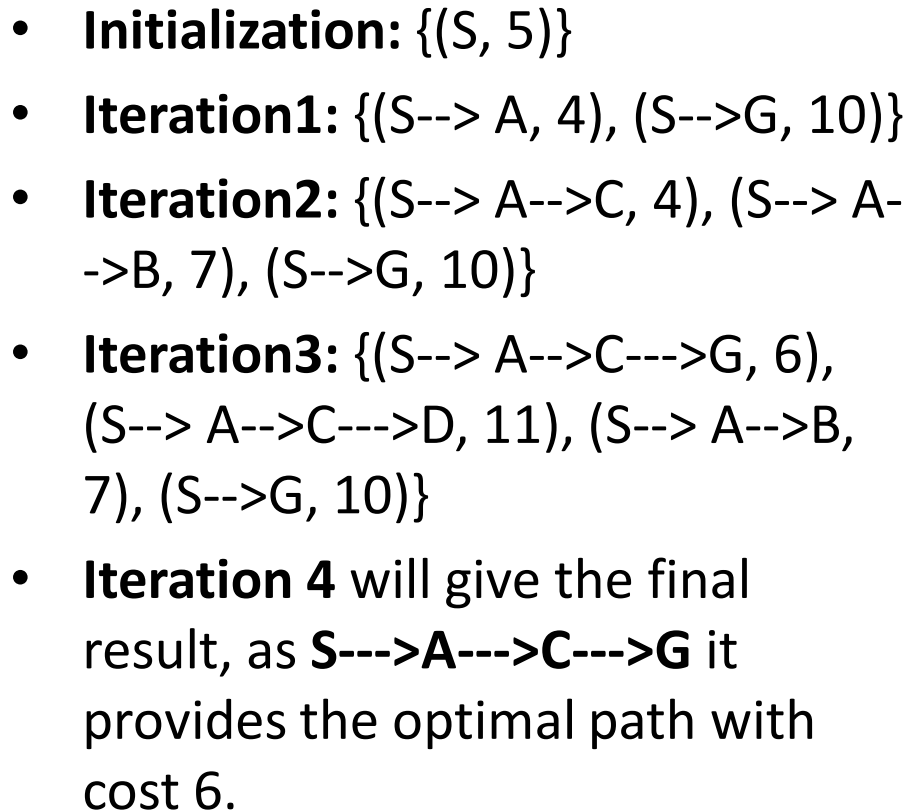 • Initialization: {(S, 5)}
• Iteration1: {(S--> A, 4), (S-->G, 10)}
• Iteration2: {(S--> A-->C, 4), (S--> A-
->B, 7), (S-->G, 10)}
• Iteration3: {(S--> A-->C--->G, 6),
(S--> A-->C--->D, 11), (S--> A-->B,
7), (S-->G, 10)}
• Iteration 4 will give the final
result, as S--->A--->C--->G it
provides the optimal path with
cost 6.